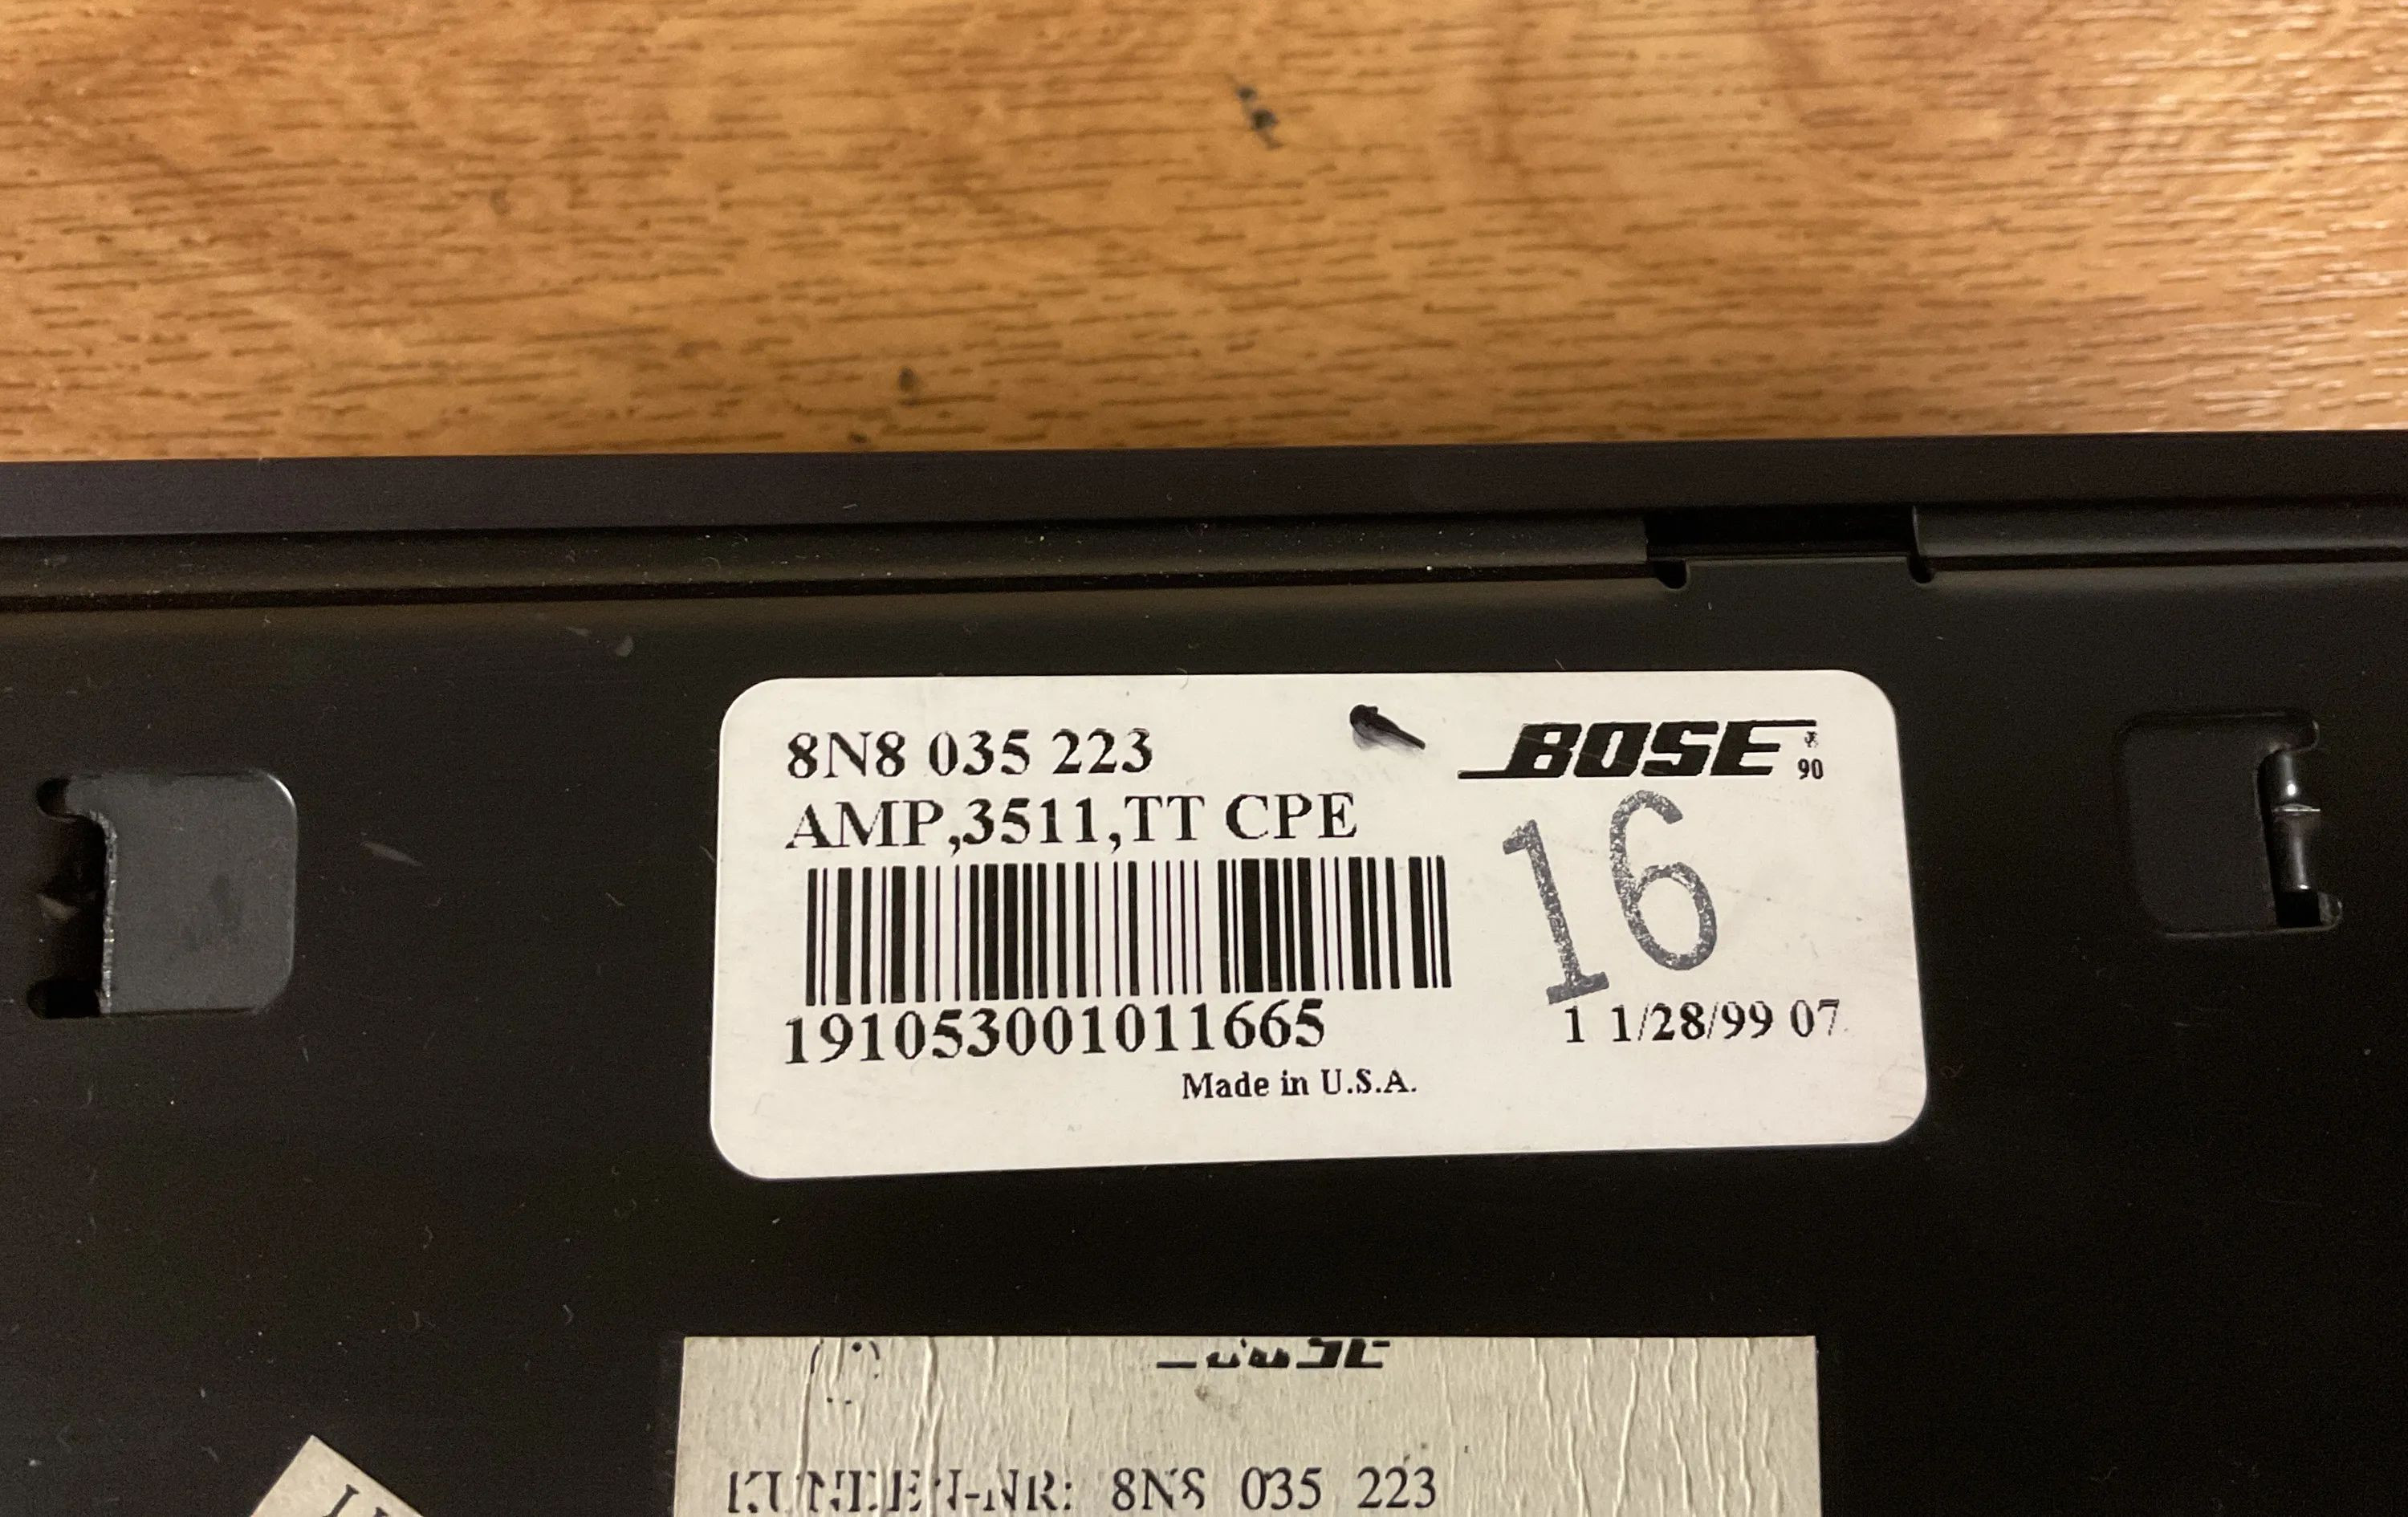 8N8 035 223
BOSE®
90
AMP,3511,TT CPE
16
191053001011665
1 1/28/99 07
Made in U.S.A.
BOSE
KUNDEN-NR: 8N8 035 223